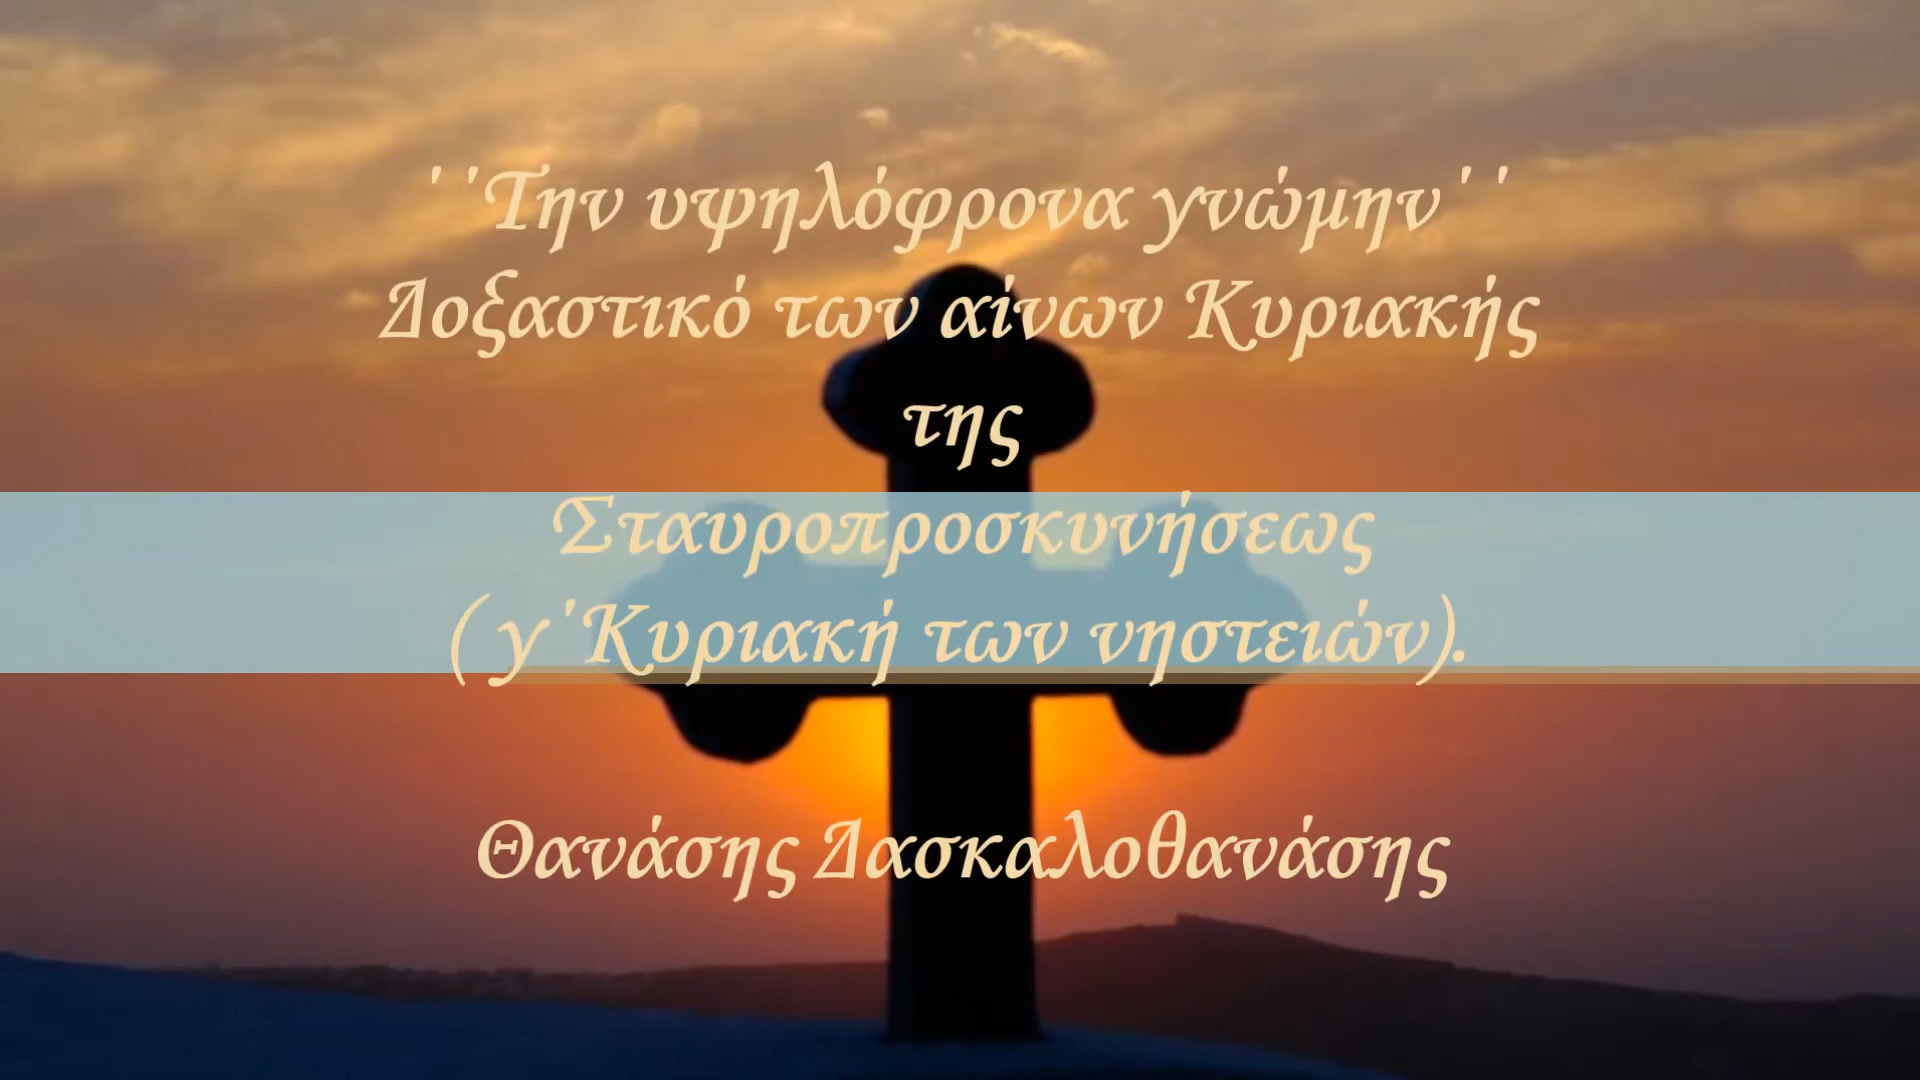 ΄΄Την υψηλόφρονα γνώμην΄΄
Δοξαστικό των αίνων Κυριακής
της
Σταυροπροσκυνήσεως
( γ΄Κυριακή των νηστειών).
Θανάσης Δασκαλοθανάσης